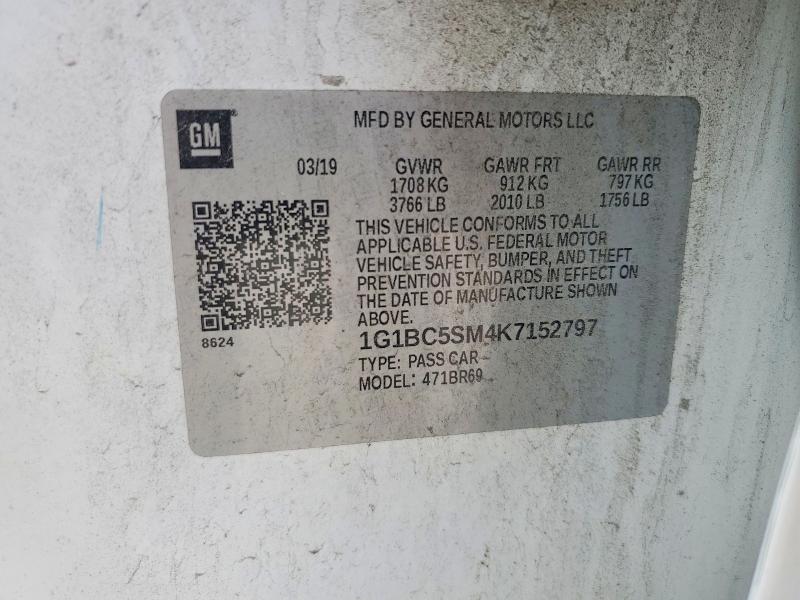 GM
MFD BY GENERAL MOTORS LLC
03/19 GVWR GAWR FRT GAWR RR
1708 KG 912 KG 797 KG
3766 LB 2010 LB 1756 LB
THIS VEHICLE CONFORMS TO ALL
APPLICABLE U.S. FEDERAL MOTOR
VEHICLE SAFETY, BUMPER, AND THEFT
PREVENTION STANDARDS IN EFFECT ON
THE DATE OF MANUFACTURE SHOWN
ABOVE.
8624
1G1BC5SM4K7152797
TYPE: PASS CAR
MODEL: 471BR69